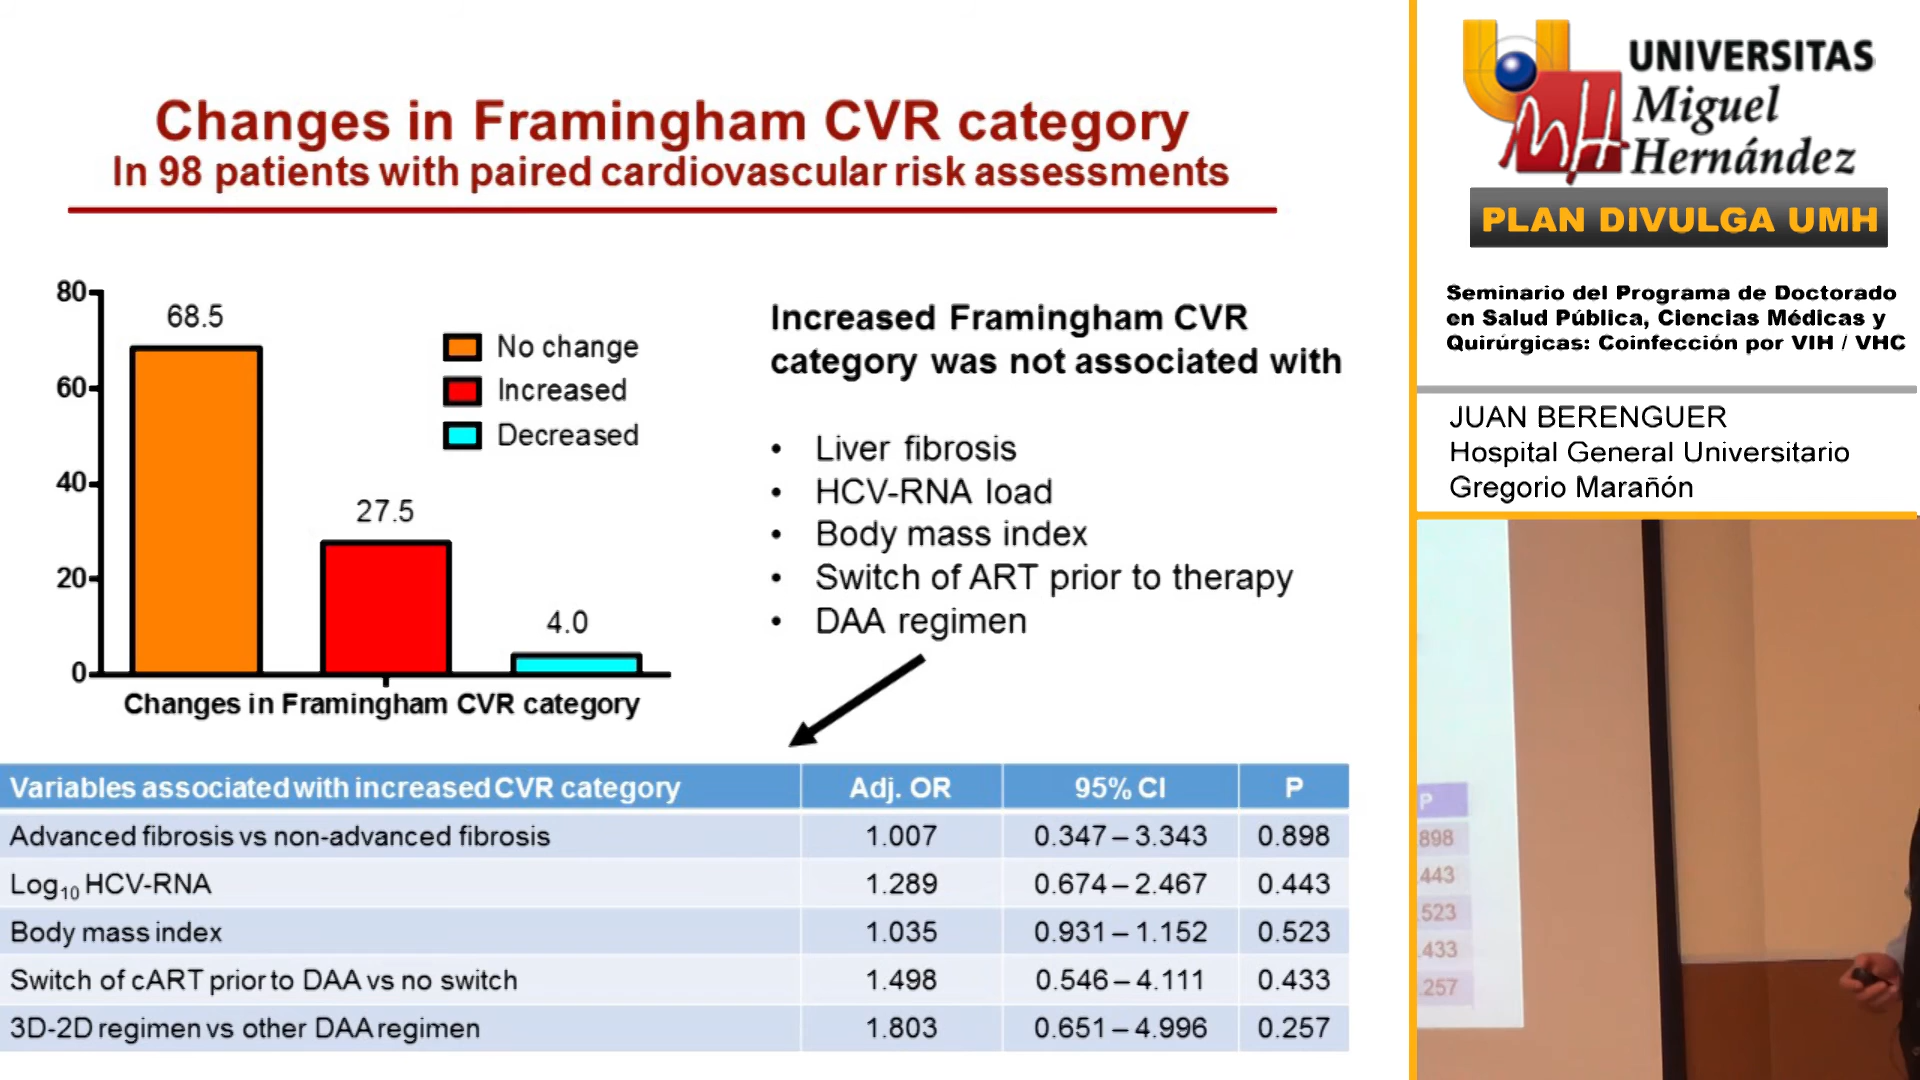 Changes in Framingham CVR category
In 98 patients with paired cardiovascular risk assessments
80
60
40
20
0
68.5
27.5
4.0
No change
Increased
Decreased
Changes in Framingham CVR category
Increased Framingham CVR
category was not associated with
• Liver fibrosis
• HCV-RNA load
• Body mass index
• Switch of ART prior to therapy
• DAA regimen
Variables associated with increased CVR category Adj. OR 95% CI P
Advanced fibrosis vs non-advanced fibrosis 1.007 0.347 – 3.343 0.898
Log10 HCV-RNA 1.289 0.674 – 2.467 0.443
Body mass index 1.035 0.931 – 1.152 0.523
Switch of cART prior to DAA vs no switch 1.498 0.546 – 4.111 0.433
3D-2D regimen vs other DAA regimen 1.803 0.651 – 4.996 0.257
UNIVERSITAS
Miguel
Hernández
PLAN DIVULGA UMH
Seminario del Programa de Doctorado
en Salud Pública, Ciencias Médicas y
Quirúrgicas: Coinfección por VIH / VHC
JUAN BERENGUER
Hospital General Universitario
Gregorio Marañón
P
898
.443
.523
.433
.257